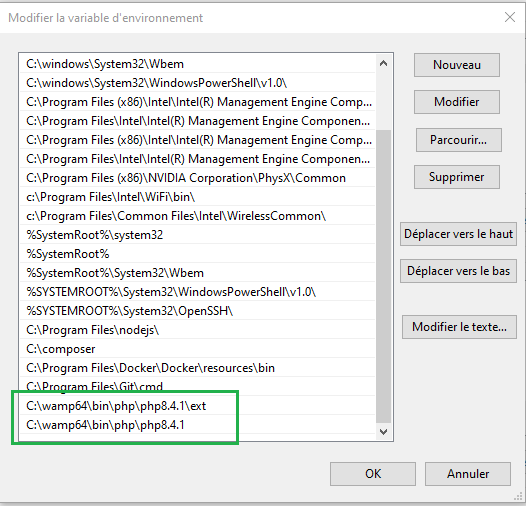 Modifier la variable d'environnement
C:\windows\System32\Wbem
C:\windows\System32\WindowsPowerShell\v1.0\
C:\Program Files (x86)\Intel\Intel(R) Management Engine Comp...
C:\Program Files\Intel\Intel(R) Management Engine Componen...
C:\Program Files (x86)\Intel\Intel(R) Management Engine Comp...
C:\Program Files\Intel\Intel(R) Management Engine Componen...
C:\Program Files (x86)\NVIDIA Corporation\PhysX\Common
c:\Program Files\Intel\WiFi\bin\
c:\Program Files\Common Files\Intel\WirelessCommon\
%SystemRoot%\system32
%SystemRoot%
%SystemRoot%\System32\Wbem
%SYSTEMROOT%\System32\WindowsPowerShell\v1.0\
%SYSTEMROOT%\System32\OpenSSH\
C:\Program Files\nodejs\
C:\composer
C:\Program Files\Docker\Docker\resources\bin
C:\Program Files\Git\cmd
C:\wamp64\bin\php\php8.4.1\ext
C:\wamp64\bin\php\php8.4.1
Nouveau
Modifier
Parcourir...
Supprimer
Déplacer vers le haut
Déplacer vers le bas
Modifier le texte...
OK
Annuler